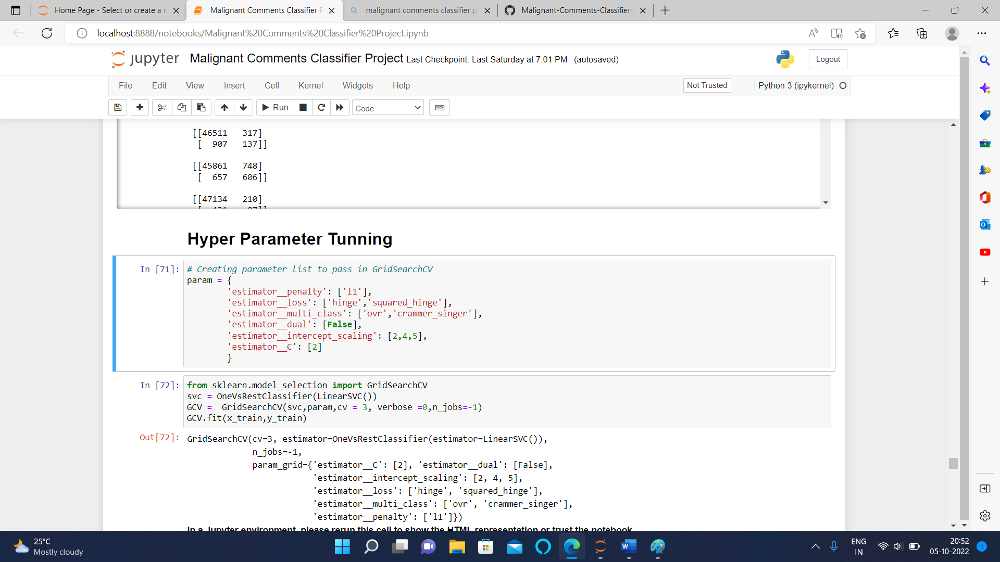 Home Page - Select or create a n
Malignant Comments Classifier P
malignant comments classifier pr
Malignant-Comments-Classifier-
localhost:8888/notebooks/Malignant%20Comments%20Classifier%20Project.ipynb
jupyter Malignant Comments Classifier Project Last Checkpoint: Last Saturday at 7:01 PM (autosaved)
Logout
File Edit View Insert Cell Kernel Widgets Help
Not Trusted
Python 3 (ipykernel)
Run
Code
[[46511   317]
 [  907   137]]
[[45861   748]
 [  657   606]]
[[47134   210]
Hyper Parameter Tunning
In [71]: # Creating parameter list to pass in GridSearchCV
param = {
'estimator__penalty': ['l1'],
'estimator__loss': ['hinge','squared_hinge'],
'estimator__multi_class': ['ovr','crammer_singer'],
'estimator__dual': [False],
'estimator__intercept_scaling': [2,4,5],
'estimator__C': [2]
}
In [72]: from sklearn.model_selection import GridSearchCV
svc = OneVsRestClassifier(LinearSVC())
GCV =  GridSearchCV(svc,param,cv = 3, verbose =0,n_jobs=-1)
GCV.fit(x_train,y_train)
Out[72]: GridSearchCV(cv=3, estimator=OneVsRestClassifier(estimator=LinearSVC()),
n_jobs=-1,
param_grid={'estimator__C': [2], 'estimator__dual': [False],
'estimator__intercept_scaling': [2, 4, 5],
'estimator__loss': ['hinge', 'squared_hinge'],
'estimator__multi_class': ['ovr', 'crammer_singer'],
'estimator__penalty': ['l1']})
In a Jupyter environment, please rerun this cell to show the HTML representation or trust the notebook.
25°C
Mostly cloudy
ENG
IN
20:52
05-10-2022
1